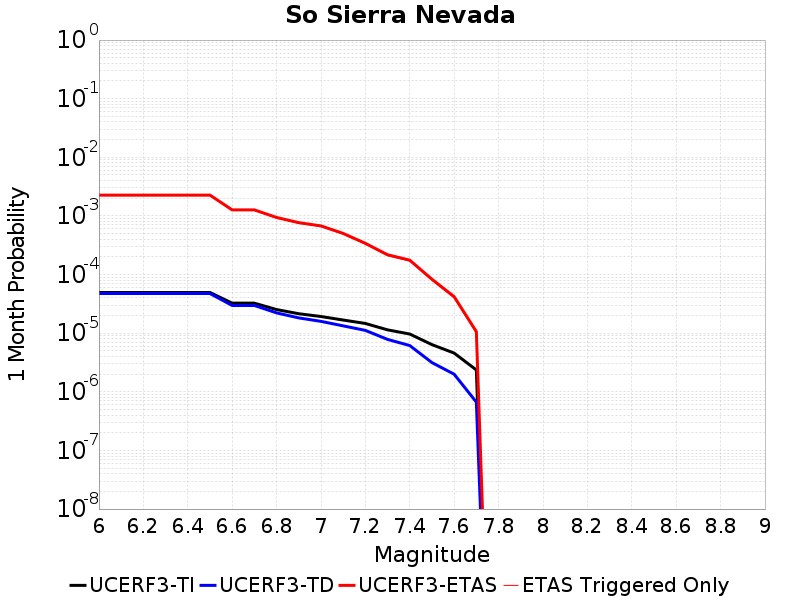 So Sierra Nevada
1 Month Probability
10^0
10^-1
10^-2
10^-3
10^-4
10^-5
10^-6
10^-7
10^-8
6 6.2 6.4 6.6 6.8 7 7.2 7.4 7.6 7.8 8 8.2 8.4 8.6 8.8 9
Magnitude
UCERF3-TI UCERF3-TD UCERF3-ETAS ETAS Triggered Only